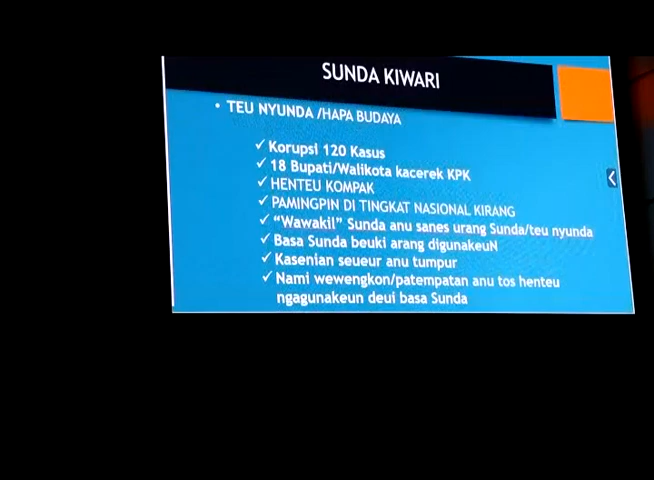 SUNDA KIWARI
• TEU NYUNDA /HAPA BUDAYA
✓ Korupsi 120 Kasus
✓ 18 Bupati/Walikota kacerek KPK
✓ HENTEU KOMPAK
✓ PAMINGPIN DI TINGKAT NASIONAL KIRANG
✓ "Wawakil" Sunda anu sanes urang Sunda/teu nyunda
✓ Basa Sunda beuki arang digunakeuN
✓ Kasenian seueur anu tumpur
✓ Nami wewengkon/patempatan anu tos henteu
ngagunakeun deui basa Sunda